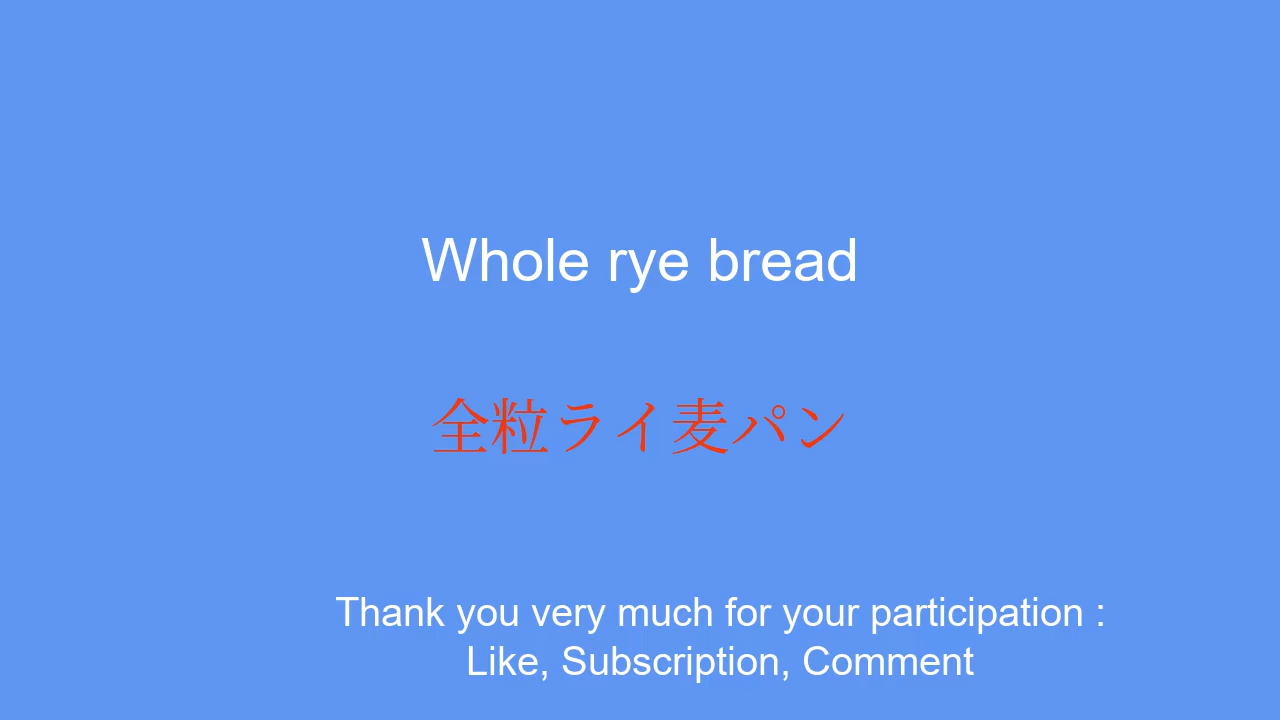 Whole rye bread
全粒ライ麦パン
Thank you very much for your participation :
Like, Subscription, Comment